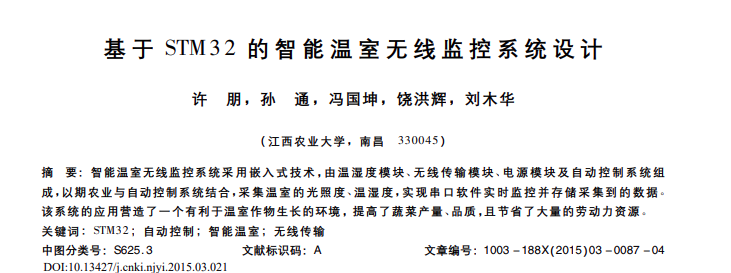 基于 STM32 的智能温室无线监控系统设计
许　朋，孙　通，冯国坤，饶洪辉，刘木华
（江西农业大学，南昌　330045）
摘　要：智能温室无线监控系统采用嵌入式技术，由温湿度模块、无线传输模块、电源模块及自动控制系统组
成，以期农业与自动控制系统结合，采集温室的光照度、温湿度，实现串口软件实时监控并存储采集到的数据。
该系统的应用营造了一个有利于温室作物生长的环境，提高了蔬菜产量、品质，且节省了大量的劳动力资源。
关键词：STM32；自动控制；智能温室；无线传输
中图分类号：S625.3　　文献标识码：A　　文章编号：1003-188X(2015)03-0087-04
DOI:10.13427/j.cnki.njyi.2015.03.021